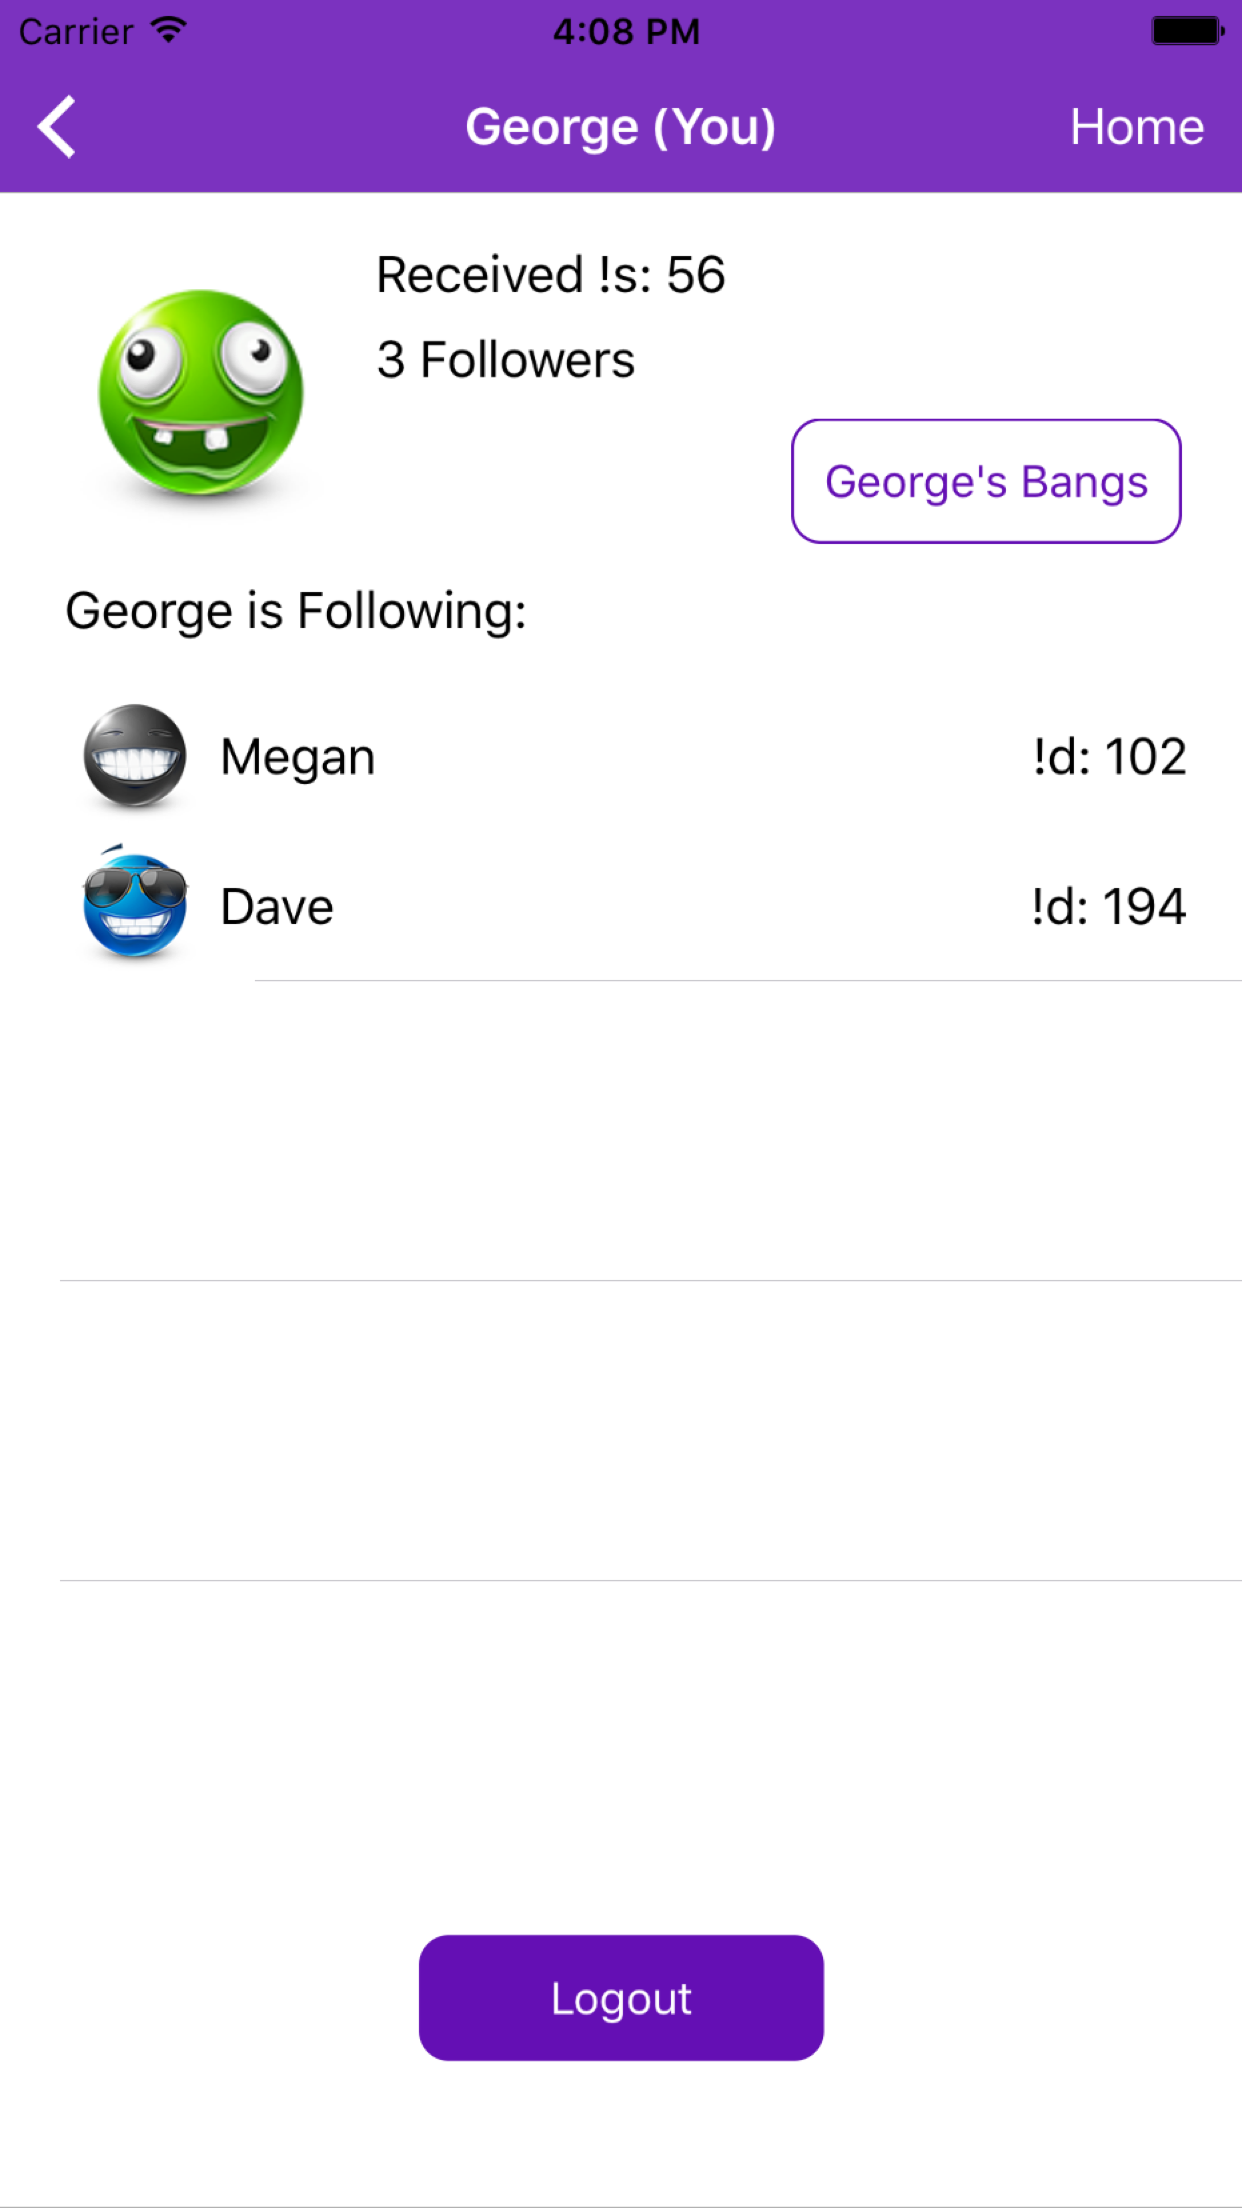 Carrier 4:08 PM
George (You) Home
Received !s: 56
3 Followers
George's Bangs
George is Following:
Megan !d: 102
Dave !d: 194
Logout